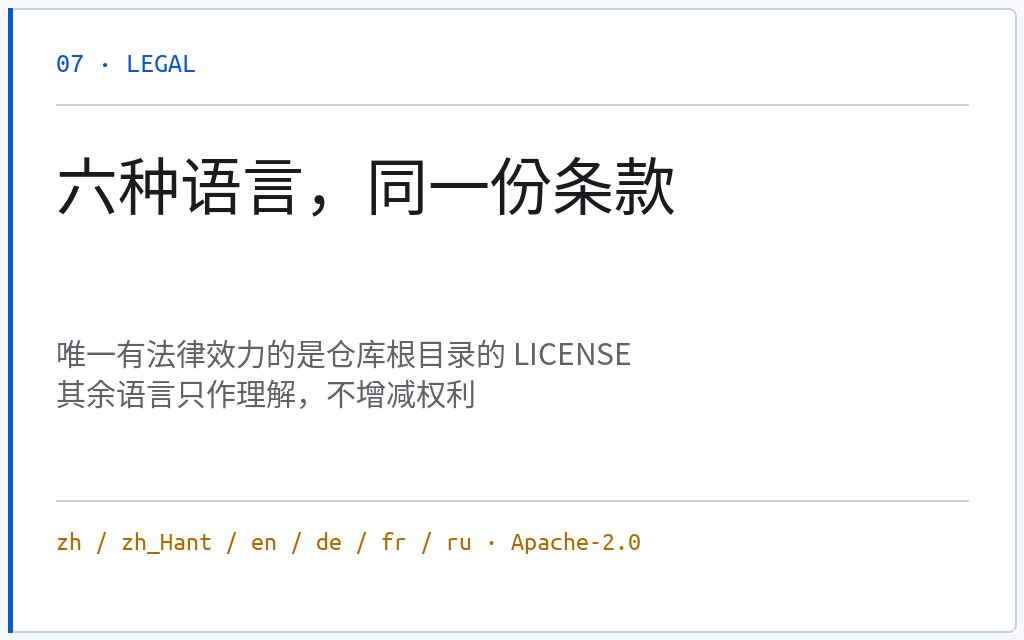 07 · LEGAL
六种语言，同一份条款
唯一有法律效力的是仓库根目录的 LICENSE
其余语言只作理解，不增减权利
zh / zh_Hant / en / de / fr / ru · Apache-2.0